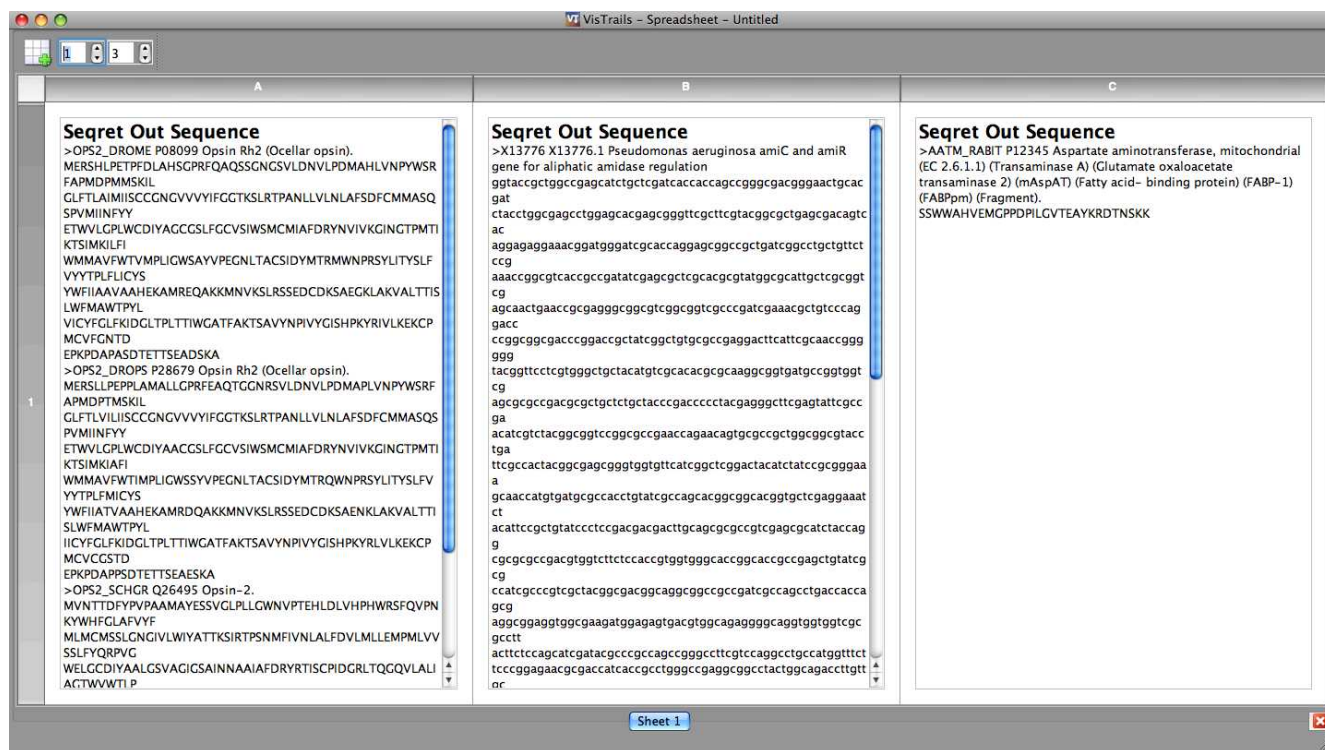 VisTrails – Spreadsheet – Untitled
1 3
A
B
C
1
Seqret Out Sequence
>OPS2_DROME P08099 Opsin Rh2 (Ocellar opsin).
MERSHLPETPFDLAHSGPRFQAQSSGNGSVLDNVLPDMAHLVNPYWSR
FAPMDPMMSKIL
GLFTLAIMIISCCGNGVVVYIFGGTKSLRTPANLLVLNLAFSDFCMMASQ
SPVMIINFYY
ETWVLGPLWCDIYAGCGSLFGCVSIWSMCMIAFDRYNVIVKGINGTPMTI
KTSIMKILFI
WMMAVFWTVMPLIGWSAYVPEGNLTACSIDYMTRMWNPRSYLITYSLF
VYYTPLFLICYS
YWFIIAAVAAHEKAMREQAKKMNVKSLRSSEDCDKSAEGKLAKVALTTIS
LWFMAWTPYL
VICYFGLFKIDGLTPLTTIWGATFAKTSAVYNPIVYGISHPKYRIVLKEKCP
MCVFGNTD
EPKPDAPASDTETTSEADSKA
>OPS2_DROPS P28679 Opsin Rh2 (Ocellar opsin).
MERSLLPEPPLAMALLGPRFEAQTGGNRSVLDNVLPDMAPLVNPYWSRF
APMDPTMSKIL
GLFTLVILIISCCGNGVVVYIFGGTKSLRTPANLLVLNLAFSDFCMMASQS
PVMIINFYY
ETWVLGPLWCDIYAACGSLFGCVSIWSMCMIAFDRYNVIVKGINGTPMTI
KTSIMKIAFI
WMMAVFWTIMPLIGWSSYVPEGNLTACSIDYMTRQWNPRSYLITYSLFV
YYTPLFMICYS
YWFIIATVAAHEKAMRDQAKKMNVKSLRSSEDCDKSAENKLAKVALTTI
SLWFMAWTPYL
IICYFGLFKIDGLTPLTTIWGATFAKTSAVYNPIVYGISHPKYRLVLKEKCP
MCVCGSTD
EPKPDAPPSDTETTSEAESKA
>OPS2_SCHGR Q26495 Opsin-2.
MVNTTDFYPVPAAMAYESSVGLPLLGWNVPTEHLDLVHPHWRSFQVPN
KYWHFGLAFVYF
MLMCMSSLGNGIVLWIYATTKSIRTPSNMFIVNLALFDVLMLLEMPMLVV
SSLFYQRPVG
WELGCDIYAALGSVAGIGSAINNAAIAFDRYRTISCPIDGRLTQGQVLALI
AGTWVWTLP
Seqret Out Sequence
>X13776 X13776.1 Pseudomonas aeruginosa amiC and amiR
gene for aliphatic amidase regulation
ggtaccgctggccgagcatctgctcgatcaccaccagccgggcgacgggaactgcac
gat
ctacctggcgagcctggagcacgagcgggttcgcttcgtacggcgctgagcgacagtc
ac
aggagaggaaacggatgggatcgcaccaggagcggccgctgatcggcctgctgttct
ccg
aaaccggcgtcaccgccgatatcgagcgctcgcacgcgtatggcgcattgctcgcggt
cg
agcaactgaaccgcgagggcggcgtcggcggtcgcccgatcgaaacgctgtcccag
gacc
ccggcggcgacccggaccgctatcggctgtgcgccgaggacttcattcgcaaccggg
ggg
tacggttcctcgtgggctgctacatgtcgcacacgcgcaaggcggtgatgccggtggt
cg
agcgcgccgacgcgctgctctgctacccgaccccctacgagggcttcgagtattcgcc
ga
acatcgtctacggcggtccggcgccgaaccagaacagtgcgccgctggcggcgtacc
tga
ttcgccactacggcgagcgggtggtgttcatcggctcggactacatctatccgcgggaa
a
gcaaccatgtgatgcgccacctgtatcgccagcacggcggcacggtgctcgaggaaat
ct
acattccgctgtatccctccgacgacgacttgcagcgcgccgtcgagcgcatctaccag
g
cgcgcgccgacgtggtcttctccaccgtggtgggcaccggcaccgccgagctgtatcg
cg
ccatcgcccgtcgctacggcgacggcaggcggccgccgatcgccagcctgaccacca
gcg
aggcggaggtggcgaagatggagagtgacgtggcagaggggcaggtggtggtcgc
gcctt
acttctccagcatcgatacgcccgccagccgggccttcgtccaggcctgccatggtttct
tcccggagaacgcgaccatcaccgcctgggccgaggcggcctactggcagaccttgtt
gc
Seqret Out Sequence
>AATM_RABIT P12345 Aspartate aminotransferase, mitochondrial
(EC 2.6.1.1) (Transaminase A) (Glutamate oxaloacetate
transaminase 2) (mAspAT) (Fatty acid- binding protein) (FABP-1)
(FABPpm) (Fragment).
SSWWAHVEMGPPDPILGVTEAYKRDTNSKK
Sheet 1